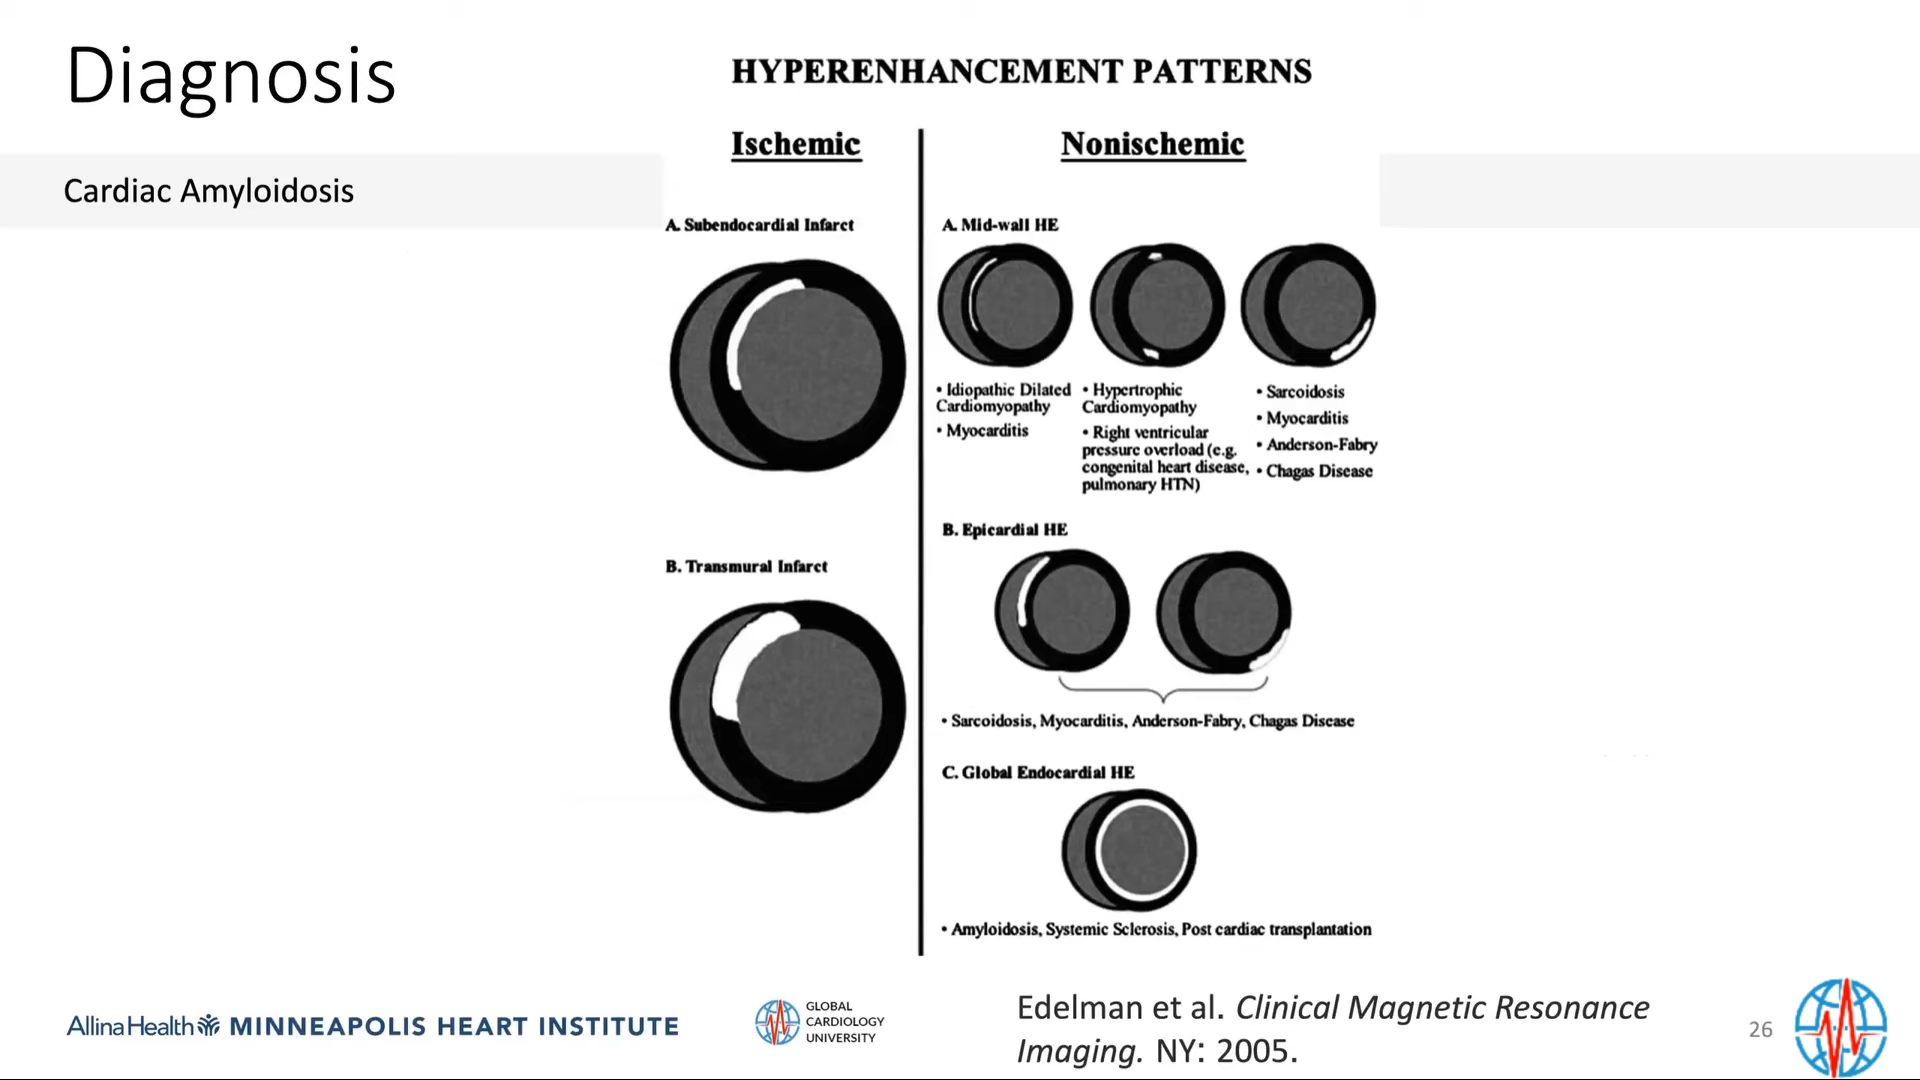 Diagnosis
Cardiac Amyloidosis
HYPERENHANCEMENT PATTERNS
Ischemic
A. Subendocardial Infarct
B. Transmural Infarct
Nonischemic
A. Mid-wall HE
• Idiopathic Dilated
Cardiomyopathy
• Myocarditis
• Hypertrophic
Cardiomyopathy
• Right ventricular
pressure overload (e.g.
congenital heart disease,
pulmonary HTN)
• Sarcoidosis
• Myocarditis
• Anderson-Fabry
• Chagas Disease
B. Epicardial HE
• Sarcoidosis, Myocarditis, Anderson-Fabry, Chagas Disease
C. Global Endocardial HE
• Amyloidosis, Systemic Sclerosis, Post cardiac transplantation
AllinaHealth MINNEAPOLIS HEART INSTITUTE
GLOBAL
CARDIOLOGY
UNIVERSITY
Edelman et al. Clinical Magnetic Resonance
Imaging. NY: 2005.
26